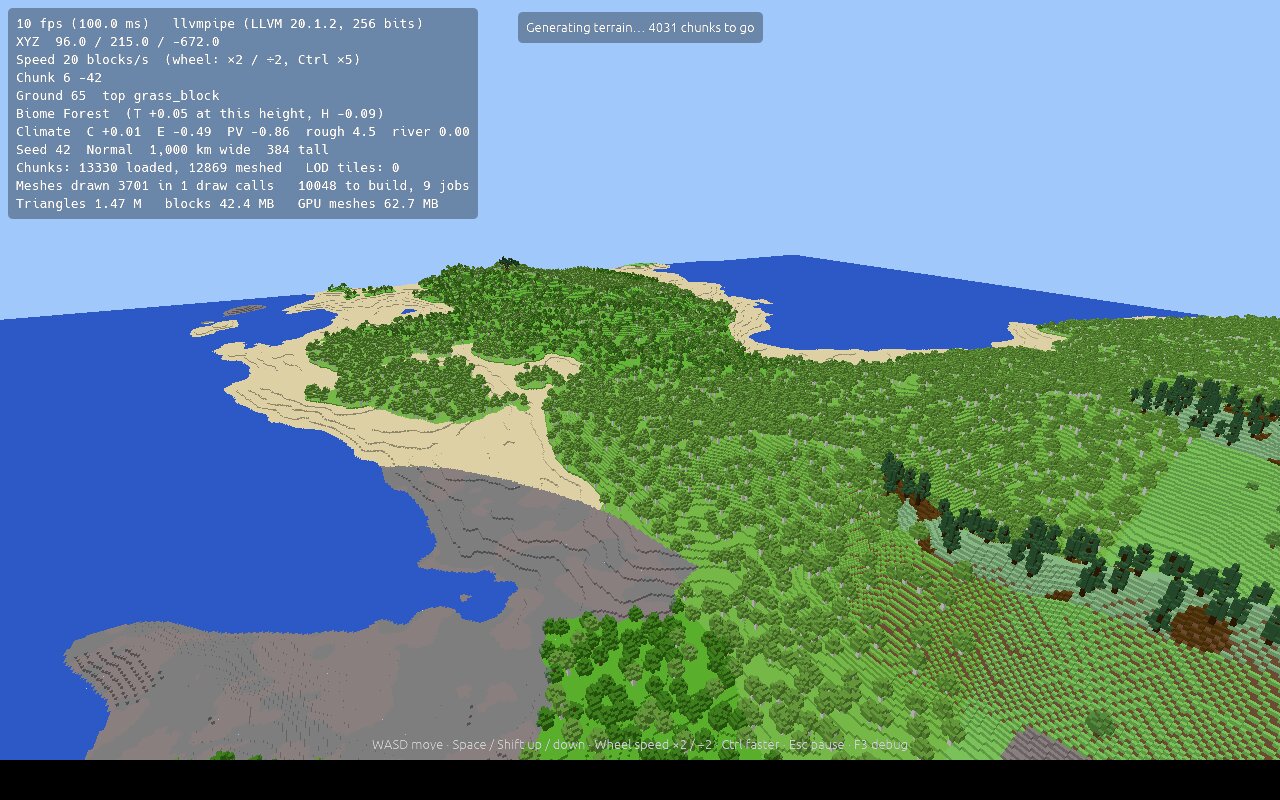 10 fps (100.0 ms)   llvmpipe (LLVM 20.1.2, 256 bits)
XYZ  96.0 / 215.0 / -672.0
Speed 20 blocks/s  (wheel: ×2 / ÷2, Ctrl ×5)
Chunk 6 -42
Ground 65  top grass_block
Biome Forest  (T +0.05 at this height, H -0.09)
Climate  C +0.01  E -0.49  PV -0.86  rough 4.5  river 0.00
Seed 42  Normal  1,000 km wide  384 tall
Chunks: 13330 loaded, 12869 meshed   LOD tiles: 0
Meshes drawn 3701 in 1 draw calls   10048 to build, 9 jobs
Triangles 1.47 M   blocks 42.4 MB   GPU meshes 62.7 MB
Generating terrain... 4031 chunks to go
WASD move · Space / Shift up / down · Wheel speed ×2 / ÷2 · Ctrl faster · Esc pause · F3 debug